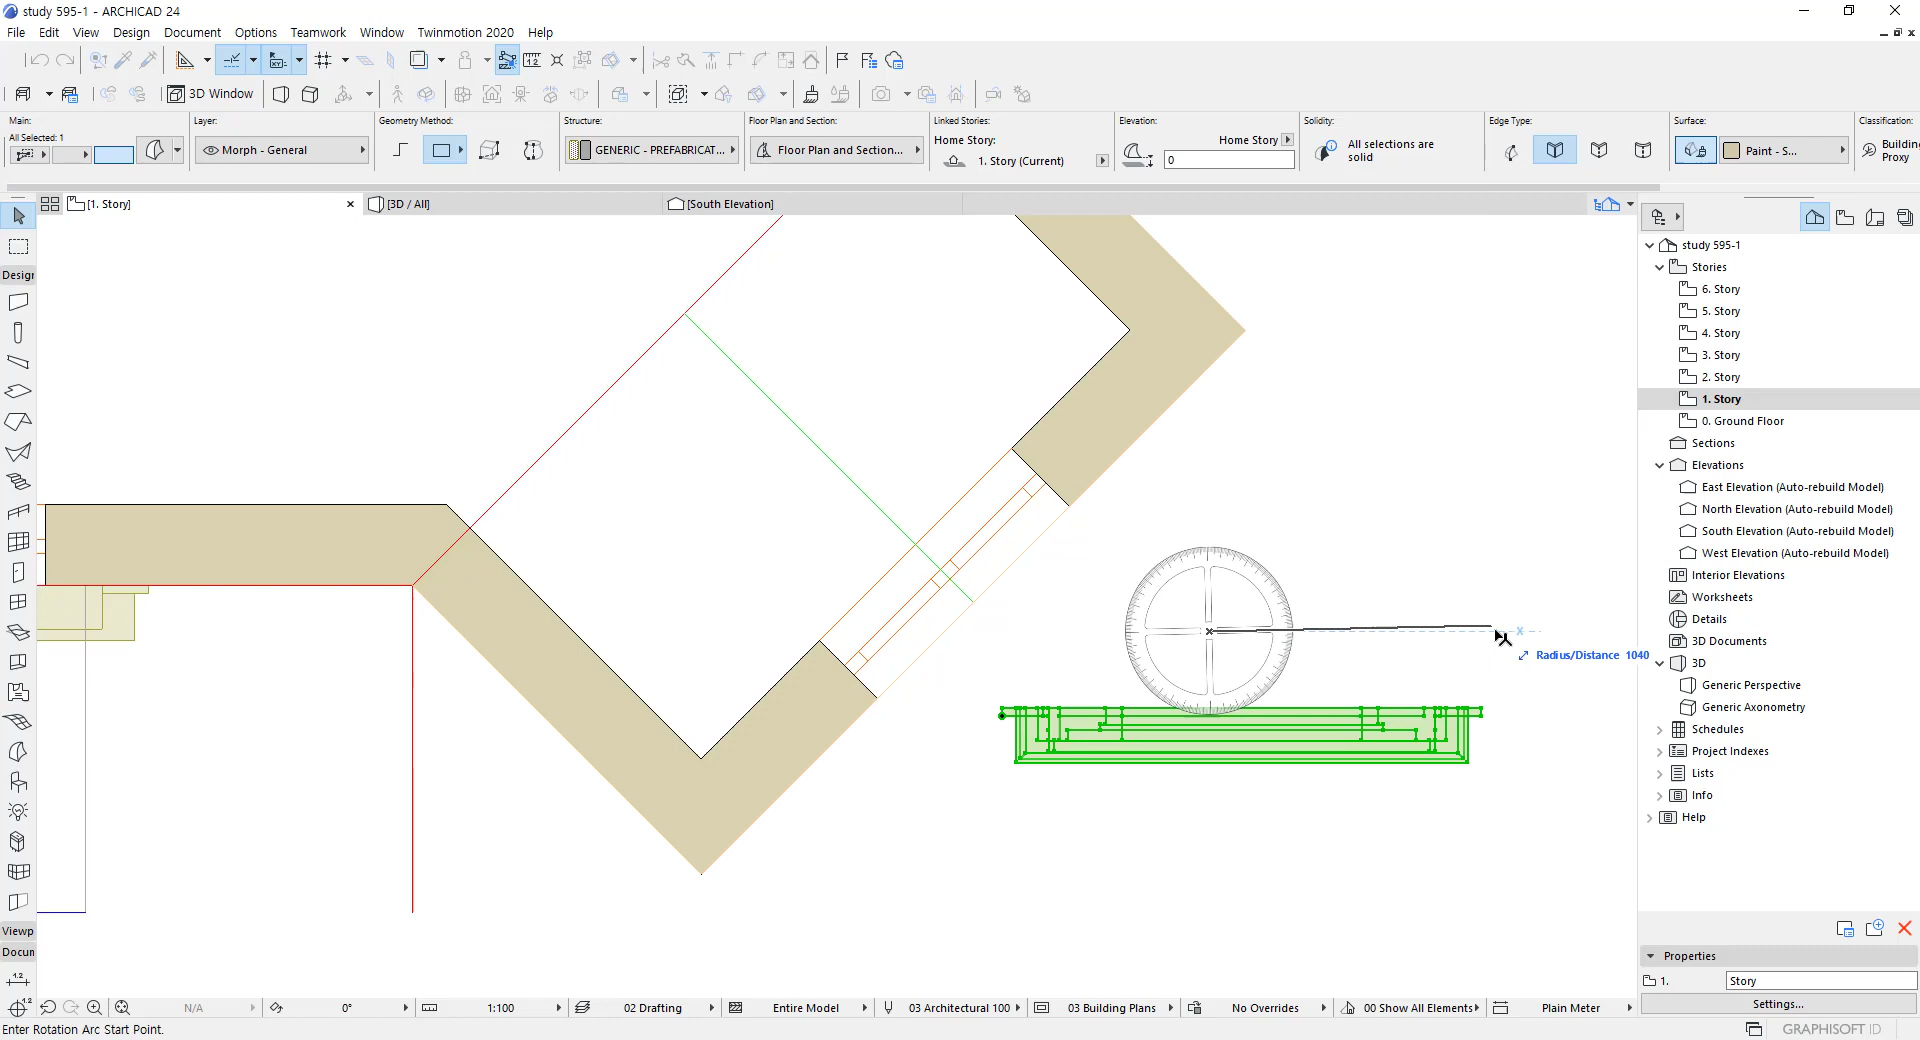 study 595-1 - ARCHICAD 24
File Edit View Design Document Options Teamwork Window Twinmotion 2020 Help
3D Window
Main:
All Selected: 1
Layer:
Morph - General
Geometry Method:
Structure:
GENERIC - PREFABRICAT...
Floor Plan and Section:
Floor Plan and Section...
Linked Stories:
Home Story:
1. Story (Current)
Elevation:
Home Story
0
Solidity:
All selections are
solid
Edge Type:
Surface:
Paint - S...
Classification:
Building
Proxy
[1. Story]
[3D / All]
[South Elevation]
Design
Viewp
Docum
Radius/Distance 1040
X
study 595-1
Stories
6. Story
5. Story
4. Story
3. Story
2. Story
1. Story
0. Ground Floor
Sections
Elevations
East Elevation (Auto-rebuild Model)
North Elevation (Auto-rebuild Model)
South Elevation (Auto-rebuild Model)
West Elevation (Auto-rebuild Model)
Interior Elevations
Worksheets
Details
3D Documents
3D
Generic Perspective
Generic Axonometry
Schedules
Project Indexes
Lists
Info
Help
Properties
1. Story
Settings...
N/A 0° 1:100 02 Drafting Entire Model 03 Architectural 100 03 Building Plans No Overrides 00 Show All Elements Plain Meter
Enter Rotation Arc Start Point.
GRAPHISOFT ID